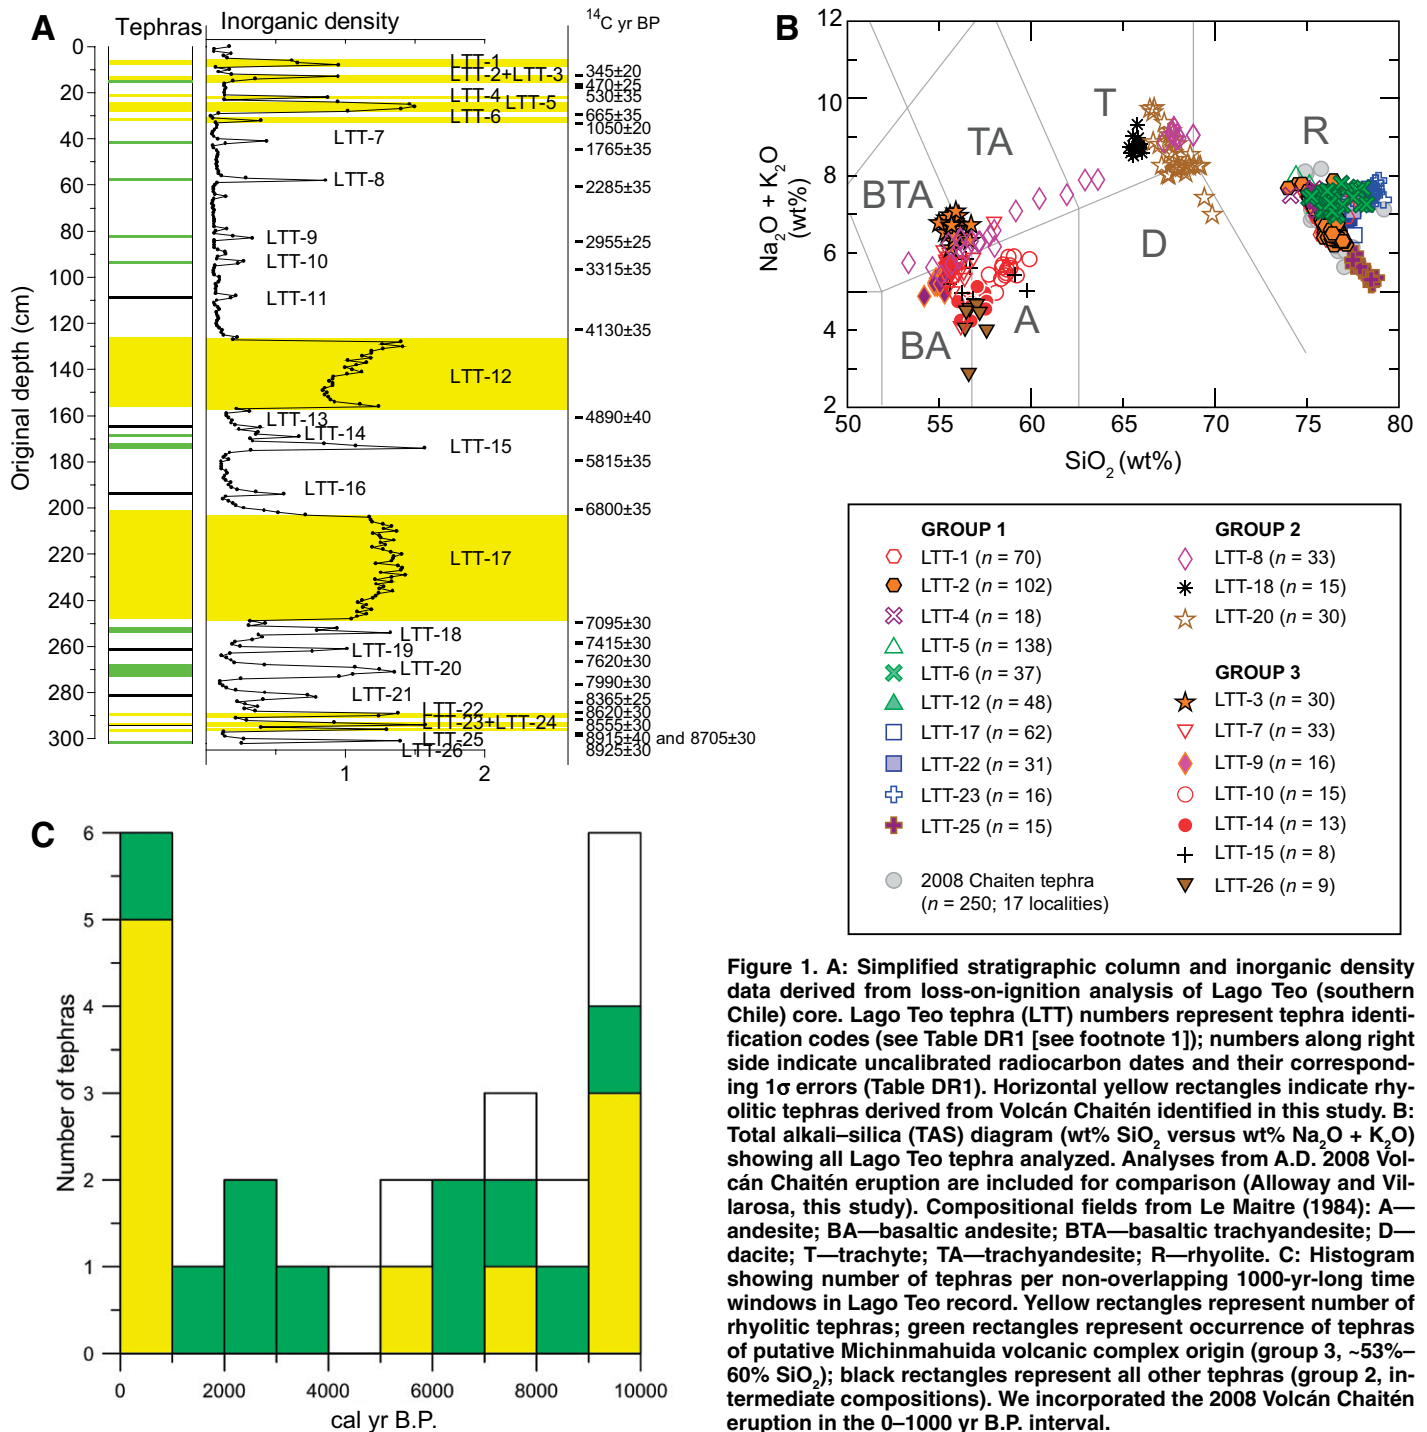 A
Tephras
Inorganic density
¹⁴C yr BP
Original depth (cm)
0
20
40
60
80
100
120
140
160
180
200
220
240
260
280
300
LTT-1
LTT-2+LTT-3
LTT-4
LTT-5
LTT-6
LTT-7
LTT-8
LTT-9
LTT-10
LTT-11
LTT-12
LTT-13
LTT-14
LTT-15
LTT-16
LTT-17
LTT-18
LTT-19
LTT-20
LTT-21
LTT-22
LTT-23+LTT-24
LTT-25
LTT-26
345±20
470±25
530±35
665±35
1050±20
1765±35
2285±35
2955±25
3315±35
4130±35
4890±40
5815±35
6800±35
7095±30
7415±30
7620±30
7990±30
8365±25
8620±30
8555±30
8915±40 and 8705±30
8925±30
1
2
B
Na₂O + K₂O
(wt%)
12
10
8
6
4
2
50
55
60
65
70
75
80
SiO₂ (wt%)
T
R
TA
BTA
D
A
BA
GROUP 1
LTT-1 (n = 70)
LTT-2 (n = 102)
LTT-4 (n = 18)
LTT-5 (n = 138)
LTT-6 (n = 37)
LTT-12 (n = 48)
LTT-17 (n = 62)
LTT-22 (n = 31)
LTT-23 (n = 16)
LTT-25 (n = 15)
2008 Chaiten tephra
(n = 250; 17 localities)
GROUP 2
LTT-8 (n = 33)
LTT-18 (n = 15)
LTT-20 (n = 30)
GROUP 3
LTT-3 (n = 30)
LTT-7 (n = 33)
LTT-9 (n = 16)
LTT-10 (n = 15)
LTT-14 (n = 13)
LTT-15 (n = 8)
LTT-26 (n = 9)
C
Number of tephras
6
5
4
3
2
1
0
0
2000
4000
6000
8000
10000
cal yr B.P.
Figure 1. A: Simplified stratigraphic column and inorganic density
data derived from loss-on-ignition analysis of Lago Teo (southern
Chile) core. Lago Teo tephra (LTT) numbers represent tephra identi-
fication codes (see Table DR1 [see footnote 1]); numbers along right
side indicate uncalibrated radiocarbon dates and their correspond-
ing 1σ errors (Table DR1). Horizontal yellow rectangles indicate rhy-
olitic tephras derived from Volcán Chaitén identified in this study. B:
Total alkali–silica (TAS) diagram (wt% SiO₂ versus wt% Na₂O + K₂O)
showing all Lago Teo tephra analyzed. Analyses from A.D. 2008 Vol-
cán Chaitén eruption are included for comparison (Alloway and Vil-
larosa, this study). Compositional fields from Le Maitre (1984): A—
andesite; BA—basaltic andesite; BTA—basaltic trachyandesite; D—
dacite; T—trachyte; TA—trachyandesite; R—rhyolite. C: Histogram
showing number of tephras per non-overlapping 1000-yr-long time
windows in Lago Teo record. Yellow rectangles represent number of
rhyolitic tephras; green rectangles represent occurrence of tephras
of putative Michinmahuida volcanic complex origin (group 3, ~53%–
60% SiO₂); black rectangles represent all other tephras (group 2, in-
termediate compositions). We incorporated the 2008 Volcán Chaitén
eruption in the 0–1000 yr B.P. interval.